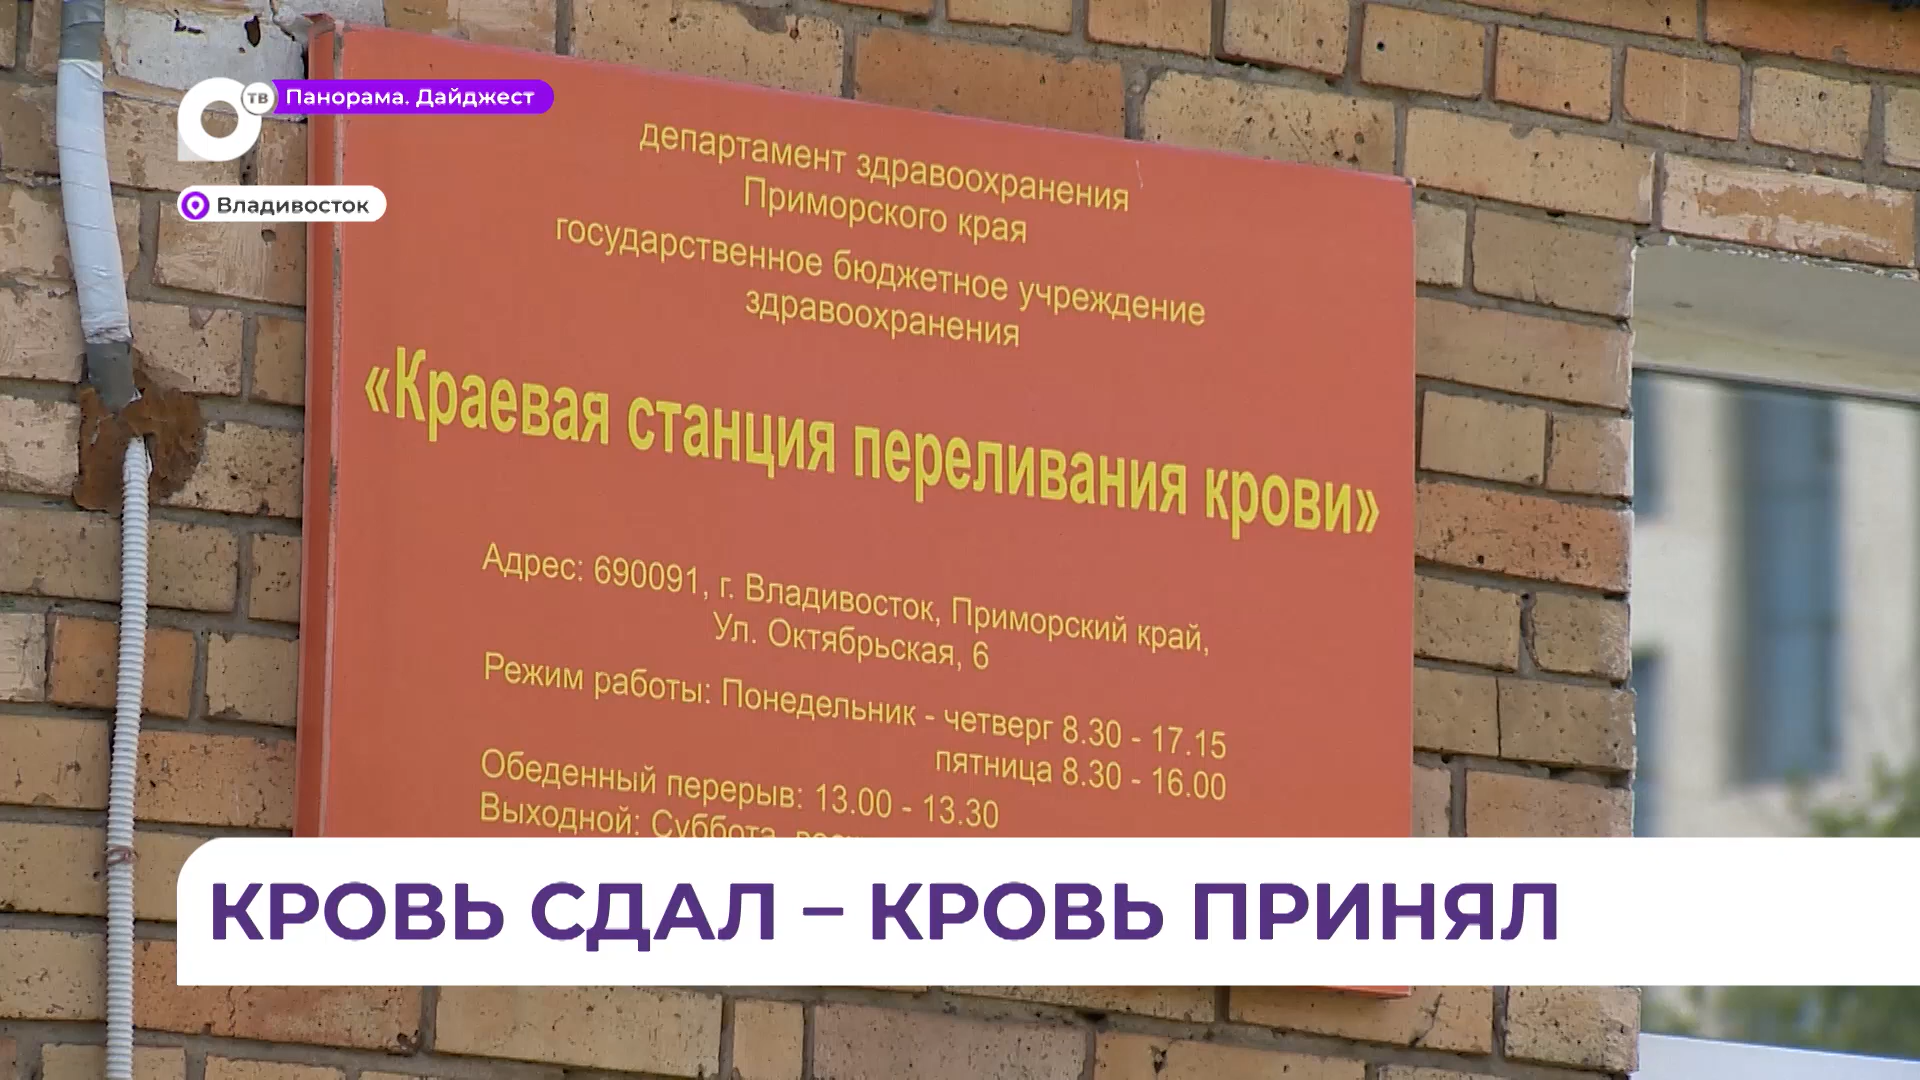 ТВ
Панорама. Дайджест
Владивосток
департамент здравоохранения
Приморского края
государственное бюджетное учреждение
здравоохранения
«Краевая станция переливания крови»
Адрес: 690091, г. Владивосток, Приморский край,
Ул. Октябрьская, 6
Режим работы: Понедельник - четверг 8.30 - 17.15
пятница 8.30 - 16.00
Обеденный перерыв: 13.00 - 13.30
Выходной: Суббота,
КРОВЬ СДАЛ – КРОВЬ ПРИНЯЛ